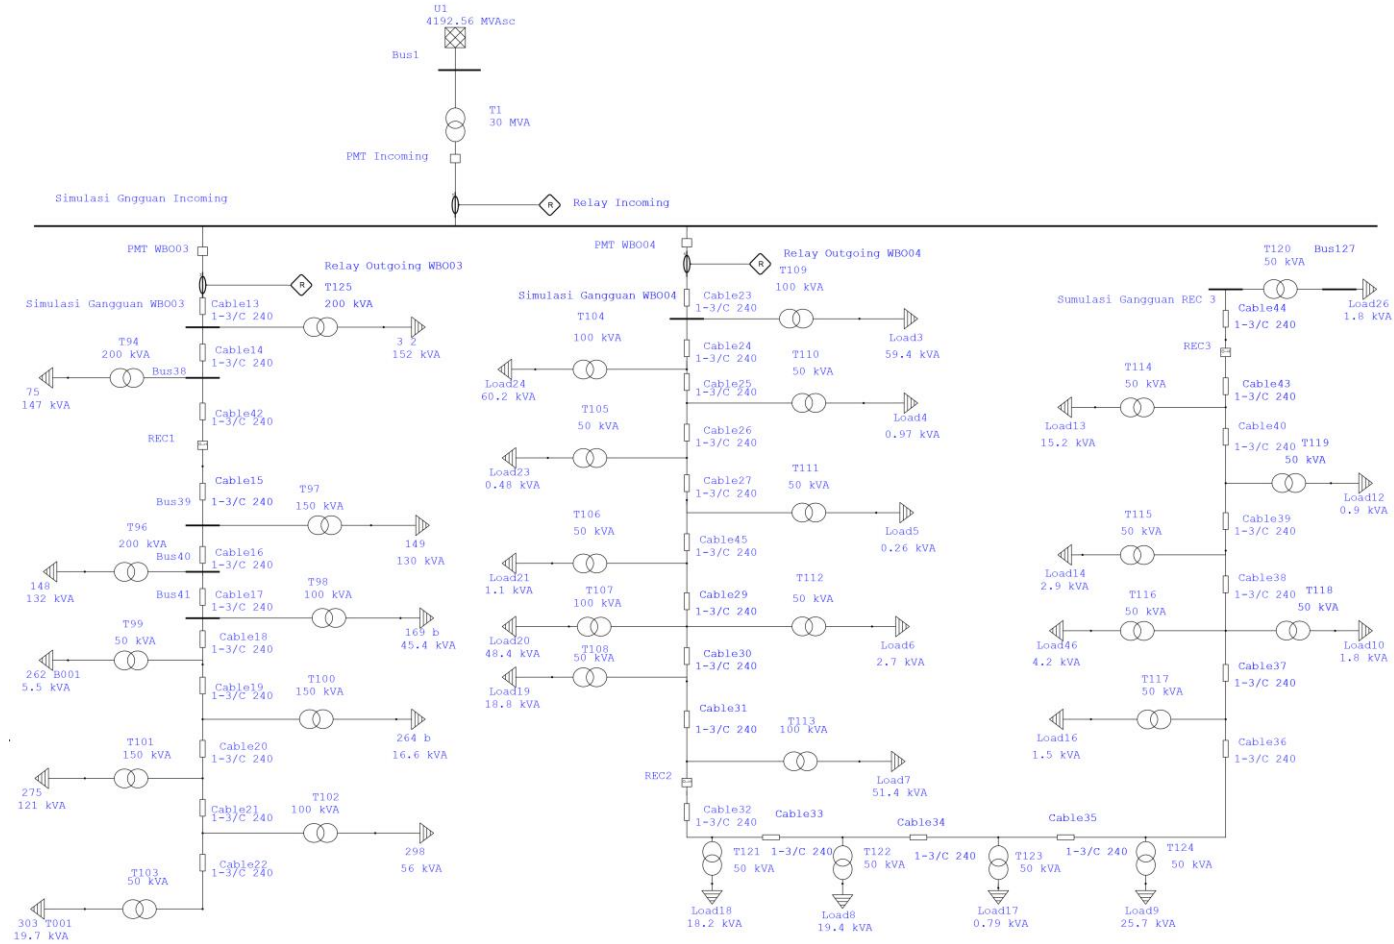 U1
4192.56 MVAsc
Bus1
T1
30 MVA
PMT Incoming
Simulasi Gngguan Incoming
R
Relay Incoming
PMT WBO03
Relay Outgoing WBO03
R
T125
200 kVA
Simulasi Gangguan WBO03
Cable13
1-3/C 240
3 2
152 kVA
T94
200 kVA
Cable14
1-3/C 240
Bus38
75
147 kVA
Cable42
1-3/C 240
REC1
Cable15
1-3/C 240
Bus39
T97
150 kVA
149
130 kVA
T96
200 kVA
Bus40
Cable16
1-3/C 240
148
132 kVA
Bus41
Cable17
1-3/C 240
T98
100 kVA
169 b
45.4 kVA
T99
50 kVA
Cable18
1-3/C 240
262 B001
5.5 kVA
Cable19
1-3/C 240
T100
150 kVA
264 b
16.6 kVA
T101
150 kVA
Cable20
1-3/C 240
275
121 kVA
Cable21
1-3/C 240
T102
100 kVA
298
56 kVA
Cable22
1-3/C 240
T103
50 kVA
303 T001
19.7 kVA
PMT WBO04
Relay Outgoing WBO04
R
T109
100 kVA
Simulasi Gangguan WBO04
Cable23
1-3/C 240
Load3
59.4 kVA
T104
100 kVA
Cable24
1-3/C 240
Load24
60.2 kVA
T110
50 kVA
Cable25
1-3/C 240
Load4
0.97 kVA
T105
50 kVA
Cable26
1-3/C 240
Load23
0.48 kVA
Cable27
1-3/C 240
T111
50 kVA
Load5
0.26 kVA
T106
50 kVA
Cable45
1-3/C 240
Load21
1.1 kVA
T107
100 kVA
Cable29
1-3/C 240
T112
50 kVA
Load20
48.4 kVA
Load6
2.7 kVA
T108
50 kVA
Cable30
1-3/C 240
Load19
18.8 kVA
Cable31
1-3/C 240
T113
100 kVA
Load7
51.4 kVA
REC2
Cable32
1-3/C 240
Cable33
1-3/C 240
Cable34
1-3/C 240
Cable35
1-3/C 240
T121
50 kVA
T122
50 kVA
T123
50 kVA
T124
50 kVA
Load18
18.2 kVA
Load8
19.4 kVA
Load17
0.79 kVA
Load9
25.7 kVA
T120
50 kVA
Bus127
Sumulasi Gangguan REC 3
Load26
1.8 kVA
Cable44
1-3/C 240
REC3
T114
50 kVA
Cable43
1-3/C 240
Load13
15.2 kVA
Cable40
1-3/C 240
T119
50 kVA
Load12
0.9 kVA
T115
50 kVA
Cable39
1-3/C 240
Load14
2.9 kVA
Cable38
1-3/C 240
T116
50 kVA
T118
50 kVA
Load46
4.2 kVA
Load10
1.8 kVA
Cable37
1-3/C 240
T117
50 kVA
Load16
1.5 kVA
Cable36
1-3/C 240